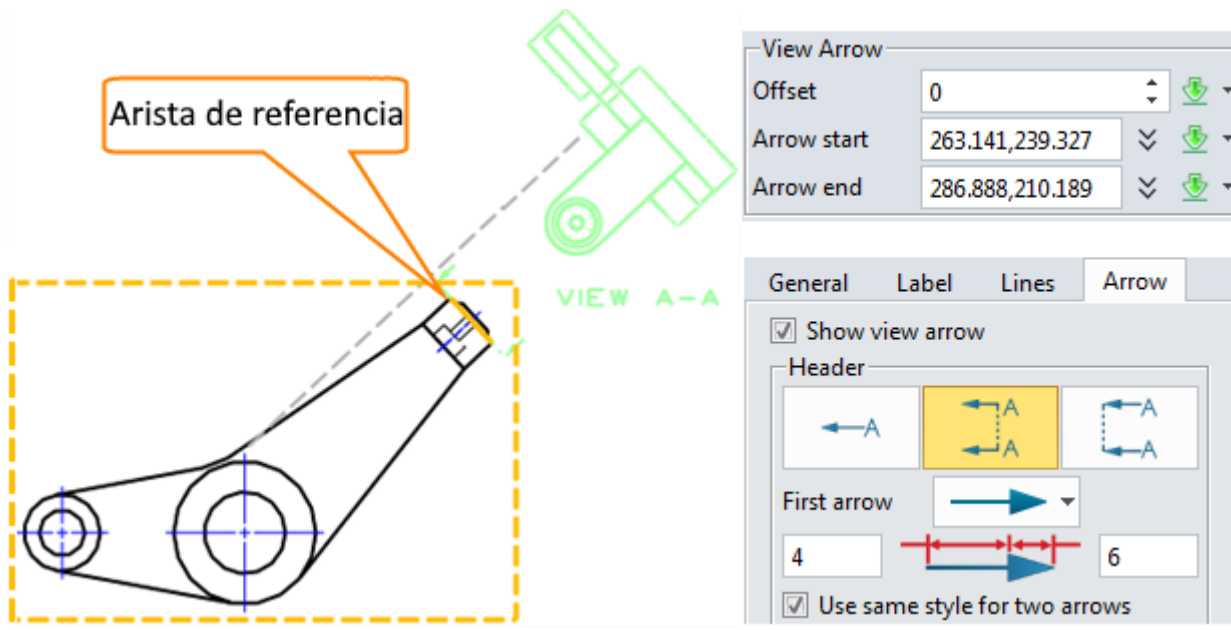 Arista de referencia
VIEW A-A
View Arrow
Offset 0
Arrow start 263.141,239.327
Arrow end 286.888,210.189
General Label Lines Arrow
Show view arrow
Header
A A A
A A
First arrow
4 6
Use same style for two arrows